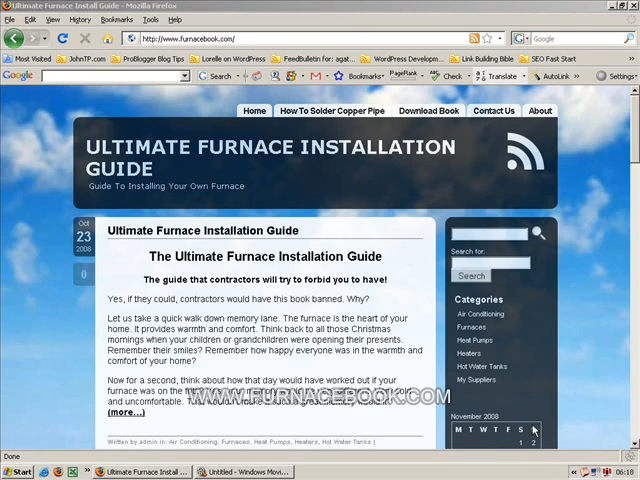 Ultimate Furnace Install Guide - Mozilla Firefox
File Edit View History Bookmarks Tools Help
http://www.furnacebook.com/
Google
Most Visited JohnTP.com ProBlogger Blog Tips Lorelle on WordPress FeedBulletin for: agat... WordPress Developm... Link Building Bible SEO Fast Start
Google Search Bookmarks PageRank Check Translate AutoLink Settings
Home How To Solder Copper Pipe Download Book Contact Us About
ULTIMATE FURNACE INSTALLATION
GUIDE
Guide To Installing Your Own Furnace
Oct
23
2008
0
Ultimate Furnace Installation Guide
The Ultimate Furnace Installation Guide
The guide that contractors will try to forbid you to have!
Yes, if they could, contractors would have this book banned. Why?
Let us take a quick walk down memory lane. The furnace is the heart of your
home. It provides warmth and comfort. Think back to all those Christmas
mornings when your children or grandchildren were opening their presents.
Remember their smiles? Remember how happy everyone was in the warmth and
comfort of your home?
Now for a second, think about how that day would have worked out if your
furnace was on the
and uncomfortable.
(more...)
WWW.FURNACEBOOK.COM
Written by admin in: Air Conditioning, Furnaces, Heat Pumps, Heaters, Hot Water Tanks |
Search for:
Search
Categories
Air Conditioning
Furnaces
Heat Pumps
Heaters
Hot Water Tanks
My Suppliers
November 2008
M T W T F S
1 2
Done
Start Ultimate Furnace Install ... Untitled - Windows Movi... 06:18